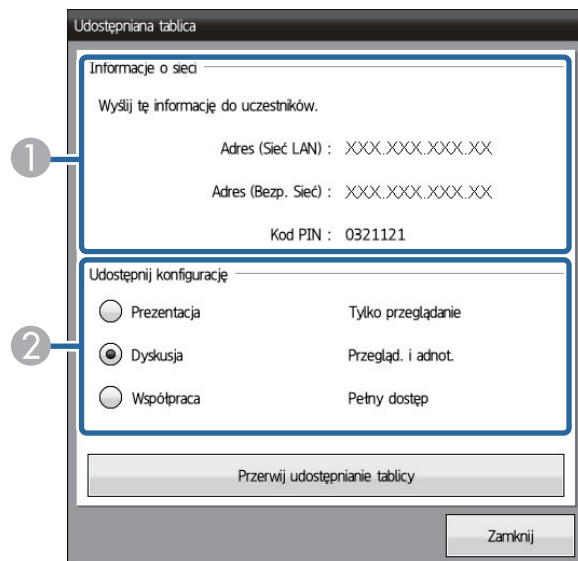 Udostępniana tablica
Informacje o sieci
Wyślij tę informację do uczestników.
Adres (Sieć LAN) : XXX.XXX.XXX.XX
Adres (Bezp. Sieć) : XXX.XXX.XXX.XX
Kod PIN : 0321121
1
Udostępnij konfigurację
Prezentacja Tylko przeglądanie
2 Dyskusja Przegląd. i adnot.
Współpraca Pełny dostęp
Przerwij udostępnianie tablicy
Zamknij